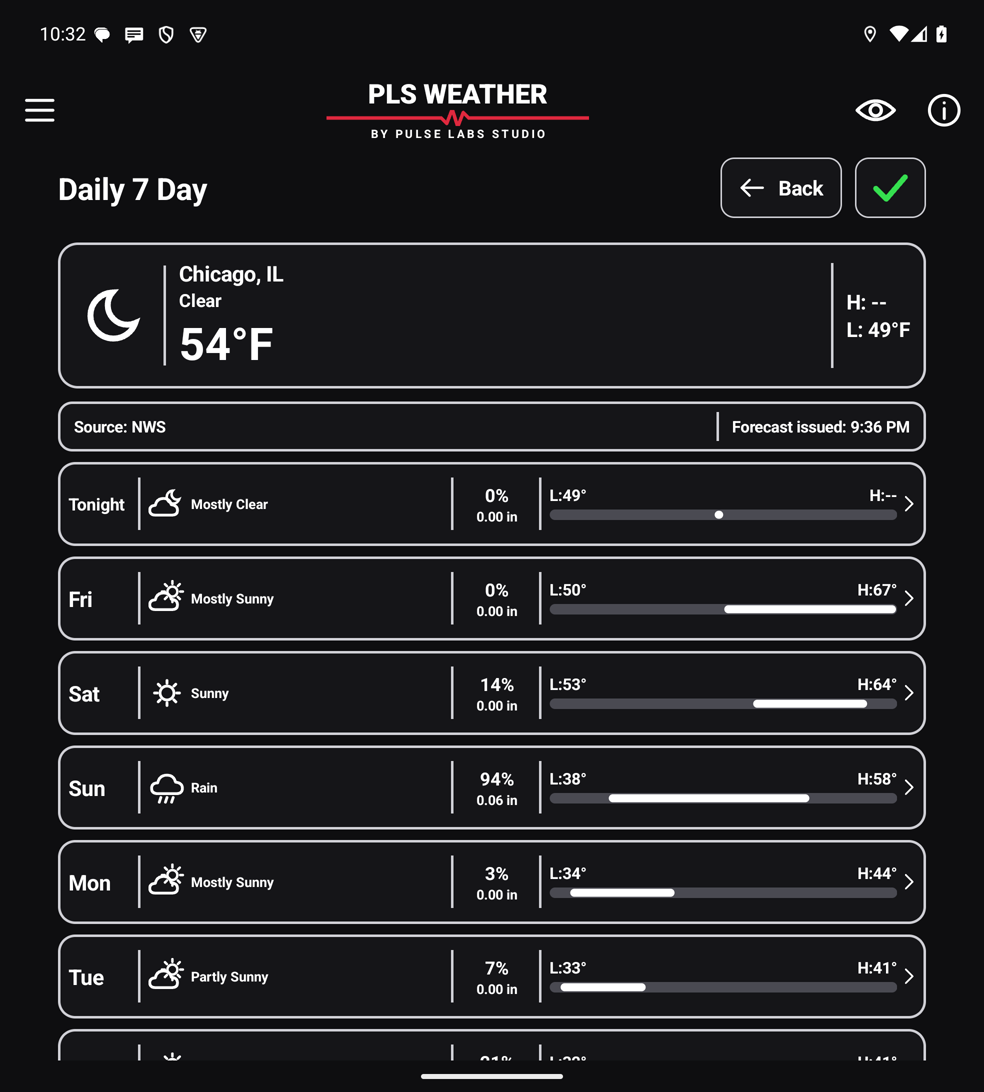 10:32
PLS WEATHER
BY PULSE LABS STUDIO
Daily 7 Day
Back
Chicago, IL
Clear
54°F
H: --
L: 49°F
Source: NWS
Forecast issued: 9:36 PM
Tonight
Mostly Clear
0%
0.00 in
L:49°
H:--
Fri
Mostly Sunny
0%
0.00 in
L:50°
H:67°
Sat
Sunny
14%
0.00 in
L:53°
H:64°
Sun
Rain
94%
0.06 in
L:38°
H:58°
Mon
Mostly Sunny
3%
0.00 in
L:34°
H:44°
Tue
Partly Sunny
7%
0.00 in
L:33°
H:41°